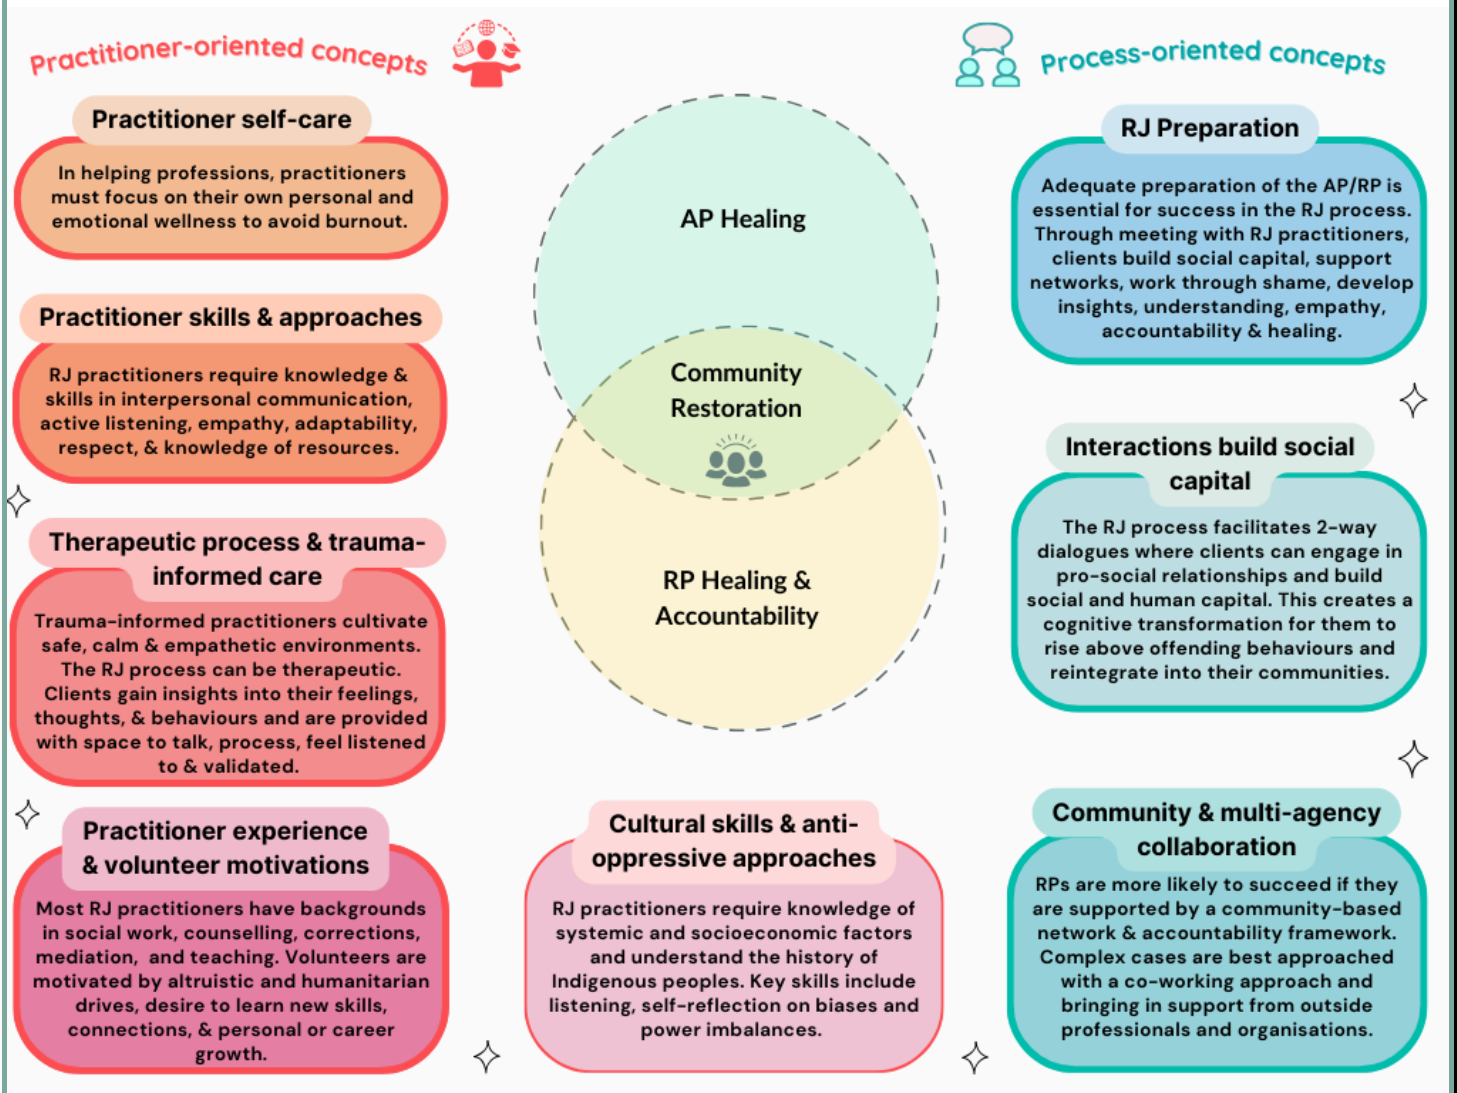 Practitioner-oriented concepts
Practitioner self-care
In helping professions, practitioners
must focus on their own personal and
emotional wellness to avoid burnout.
Practitioner skills & approaches
RJ practitioners require knowledge &
skills in interpersonal communication,
active listening, empathy, adaptability,
respect, & knowledge of resources.
Therapeutic process & trauma-
informed care
Trauma-informed practitioners cultivate
safe, calm & empathetic environments.
The RJ process can be therapeutic.
Clients gain insights into their feelings,
thoughts, & behaviours and are provided
with space to talk, process, feel listened
to & validated.
Practitioner experience
& volunteer motivations
Most RJ practitioners have backgrounds
in social work, counselling, corrections,
mediation, and teaching. Volunteers are
motivated by altruistic and humanitarian
drives, desire to learn new skills,
connections, & personal or career
growth.
AP Healing
Community
Restoration
RP Healing &
Accountability
Cultural skills & anti-
oppressive approaches
RJ practitioners require knowledge of
systemic and socioeconomic factors
and understand the history of
Indigenous peoples. Key skills include
listening, self-reflection on biases and
power imbalances.
Process-oriented concepts
RJ Preparation
Adequate preparation of the AP/RP is
essential for success in the RJ process.
Through meeting with RJ practitioners,
clients build social capital, support
networks, work through shame, develop
insights, understanding, empathy,
accountability & healing.
Interactions build social
capital
The RJ process facilitates 2-way
dialogues where clients can engage in
pro-social relationships and build
social and human capital. This creates a
cognitive transformation for them to
rise above offending behaviours and
reintegrate into their communities.
Community & multi-agency
collaboration
RPs are more likely to succeed if they
are supported by a community-based
network & accountability framework.
Complex cases are best approached
with a co-working approach and
bringing in support from outside
professionals and organisations.